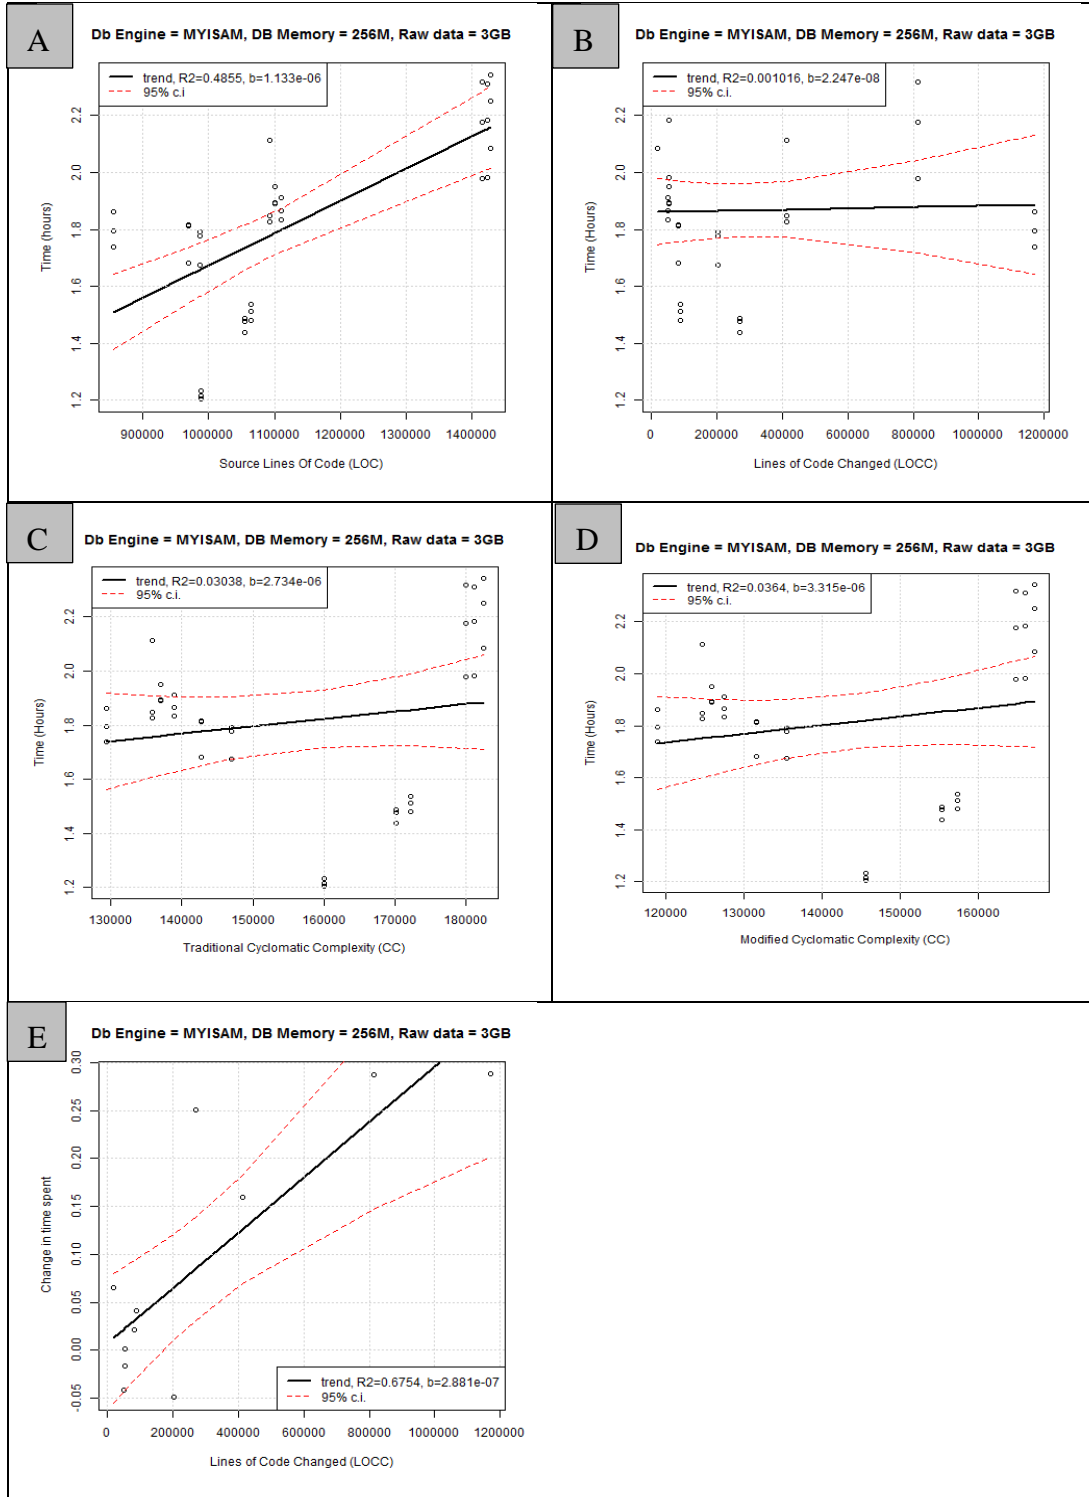 A
Db Engine = MYISAM, DB Memory = 256M, Raw data = 3GB
trend, R2=0.4855, b=1.133e-06
95% c.i
Time (hours)
1.2 1.4 1.6 1.8 2.0 2.2
900000 1000000 1100000 1200000 1300000 1400000
Source Lines Of Code (LOC)
B
Db Engine = MYISAM, DB Memory = 256M, Raw data = 3GB
trend, R2=0.001016, b=2.247e-08
95% c.i.
Time (Hours)
1.2 1.4 1.6 1.8 2.0 2.2
0 200000 400000 600000 800000 1000000 1200000
Lines of Code Changed (LOCC)
C
Db Engine = MYISAM, DB Memory = 256M, Raw data = 3GB
trend, R2=0.03038, b=2.734e-06
95% c.i.
Time (Hours)
1.2 1.4 1.6 1.8 2.0 2.2
130000 140000 150000 160000 170000 180000
Traditional Cyclomatic Complexity (CC)
D
Db Engine = MYISAM, DB Memory = 256M, Raw data = 3GB
trend, R2=0.0364, b=3.315e-06
95% c.i.
Time (Hours)
1.2 1.4 1.6 1.8 2.0 2.2
120000 130000 140000 150000 160000
Modified Cyclomatic Complexity (CC)
E
Db Engine = MYISAM, DB Memory = 256M, Raw data = 3GB
Change in time spent
-0.05 0.00 0.05 0.10 0.15 0.20 0.25 0.30
trend, R2=0.6754, b=2.881e-07
95% c.i.
0 200000 400000 600000 800000 1000000 1200000
Lines of Code Changed (LOCC)